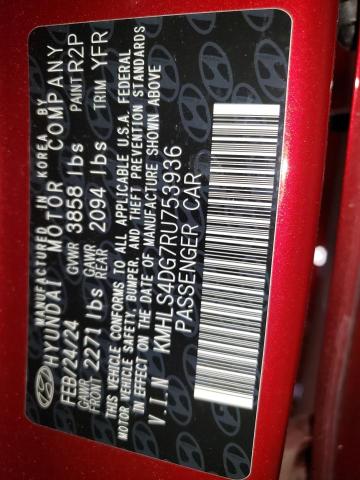 MANUFACTURED IN KOREA BY
HYUNDAI MOTOR COMPANY
FEB/24/24 GVWR 3858 lbs PAINT R2P
GAWR FRONT 2271 lbs GAWR REAR 2094 lbs TRIM YFR
THIS VEHICLE CONFORMS TO ALL APPLICABLE U.S.A. FEDERAL
MOTOR VEHICLE SAFETY, BUMPER, AND THEFT PREVENTION STANDARDS
IN EFFECT ON THE DATE OF MANUFACTURE SHOWN ABOVE
V.I.N KMHLS4DG7RU753936
PASSENGER CAR